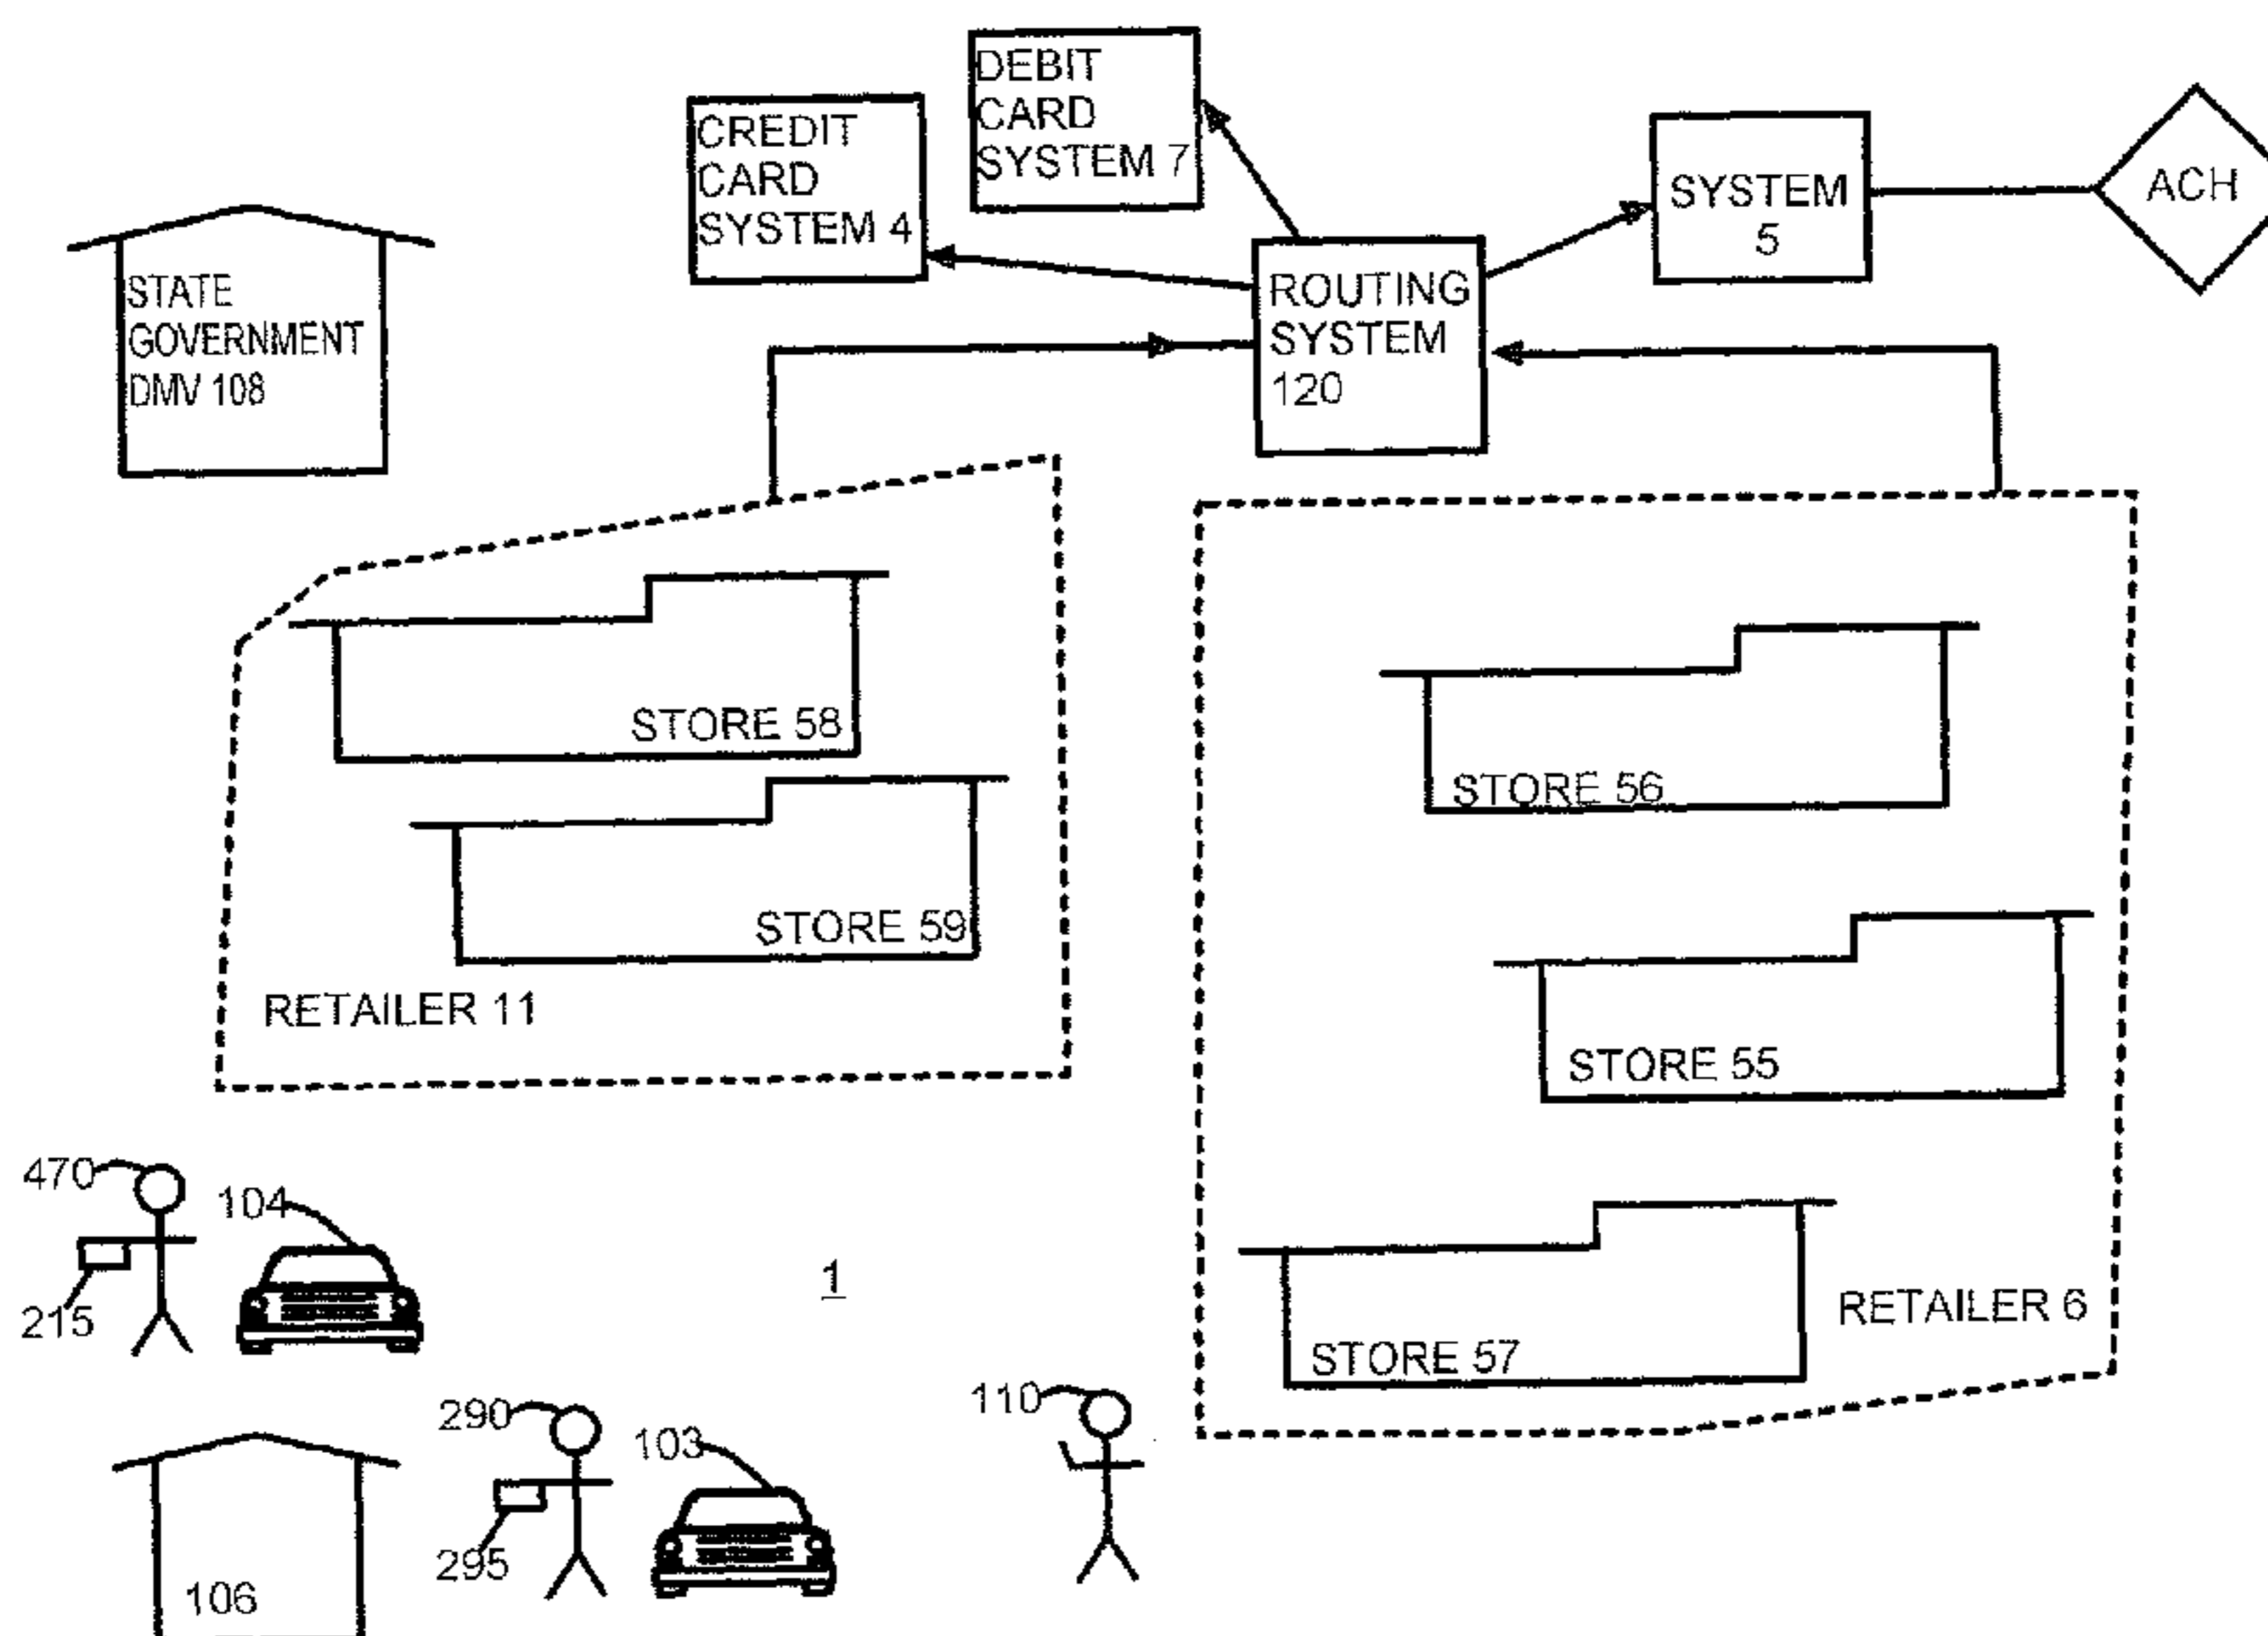 DEBIT
CARD
SYSTEM 7
CREDIT
CARD
SYSTEM 4
SYSTEM
5
ACH
STATE
GOVERNMENT
DMV 108
ROUTING
SYSTEM
120
STORE 58
STORE 56
STORE 59
RETAILER 11
STORE 55
470
104
215
1
RETAILER 6
STORE 57
110
290
103
295
106